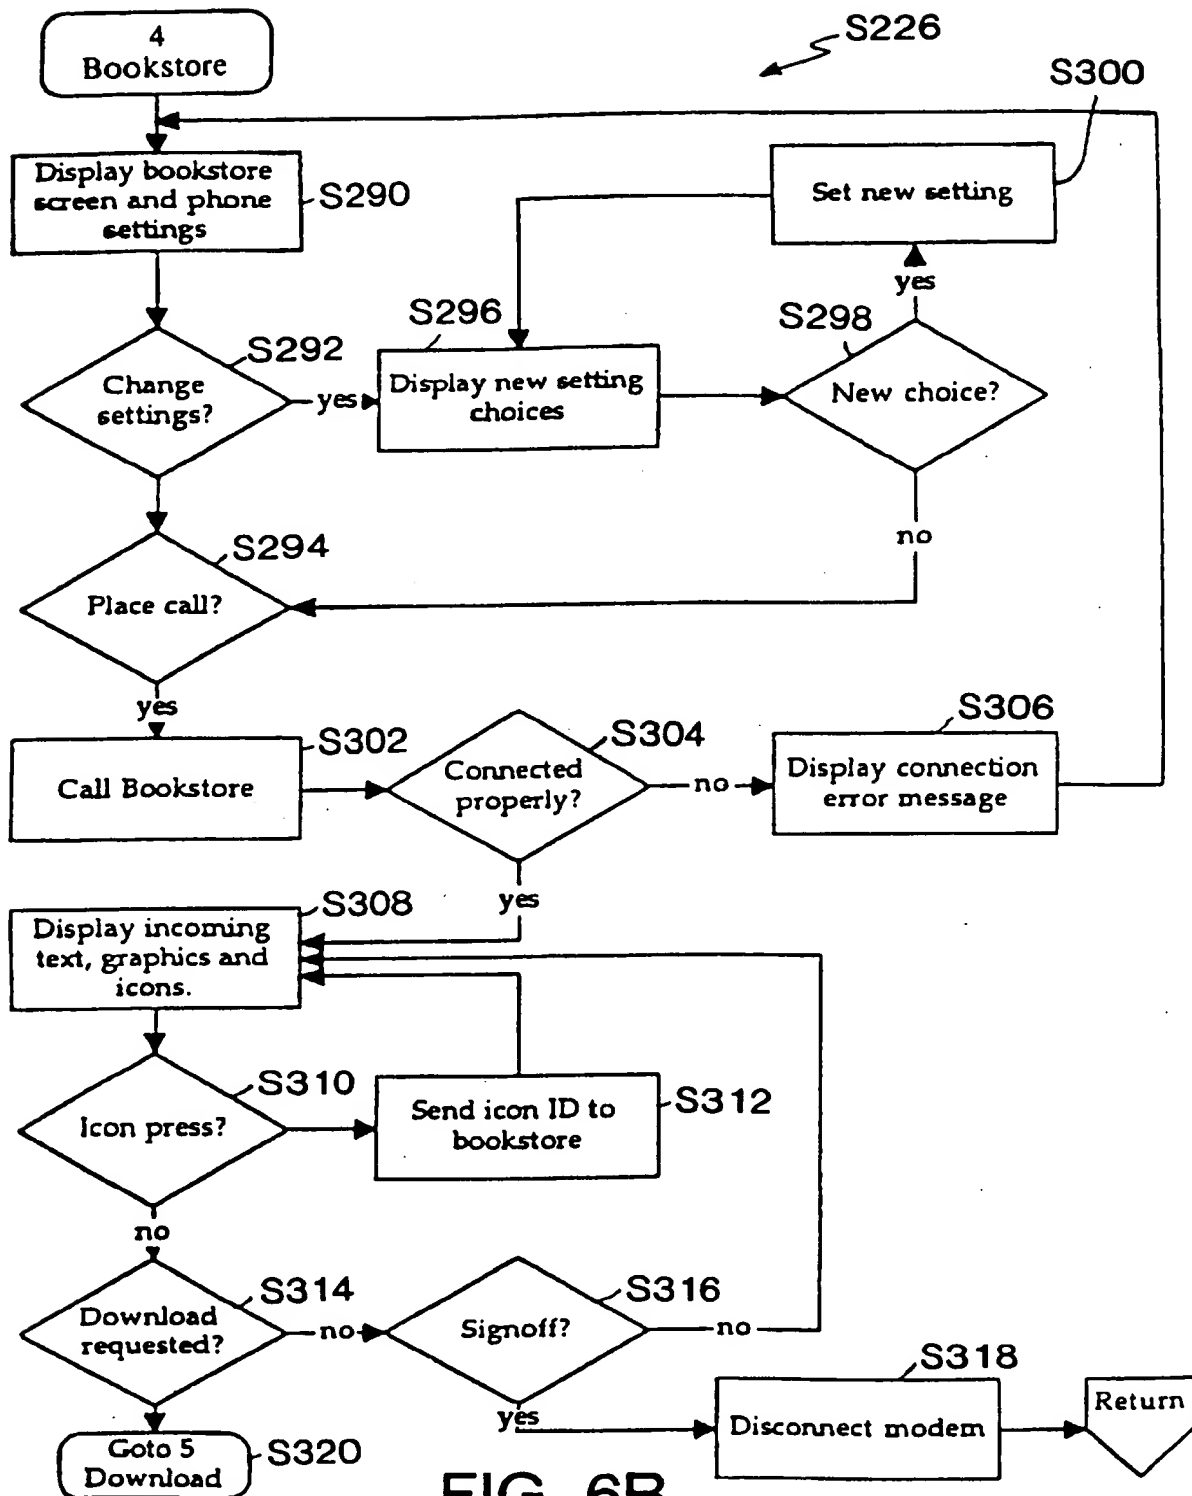 4
Bookstore
S226
S300
Display bookstore
screen and phone
settings
S290
Set new setting
yes
S296
S298
S292
Change
settings?
yes
Display new setting
choices
New choice?
no
S294
Place call?
yes
S302
Call Bookstore
S304
Connected
properly?
no
S306
Display connection
error message
yes
S308
Display incoming
text, graphics and
icons.
S310
Icon press?
Send icon ID to
bookstore
S312
no
S314
Download
requested?
no
S316
Signoff?
no
yes
S318
Disconnect modem
Return
Goto 5
Download
S320
FIG. 6B